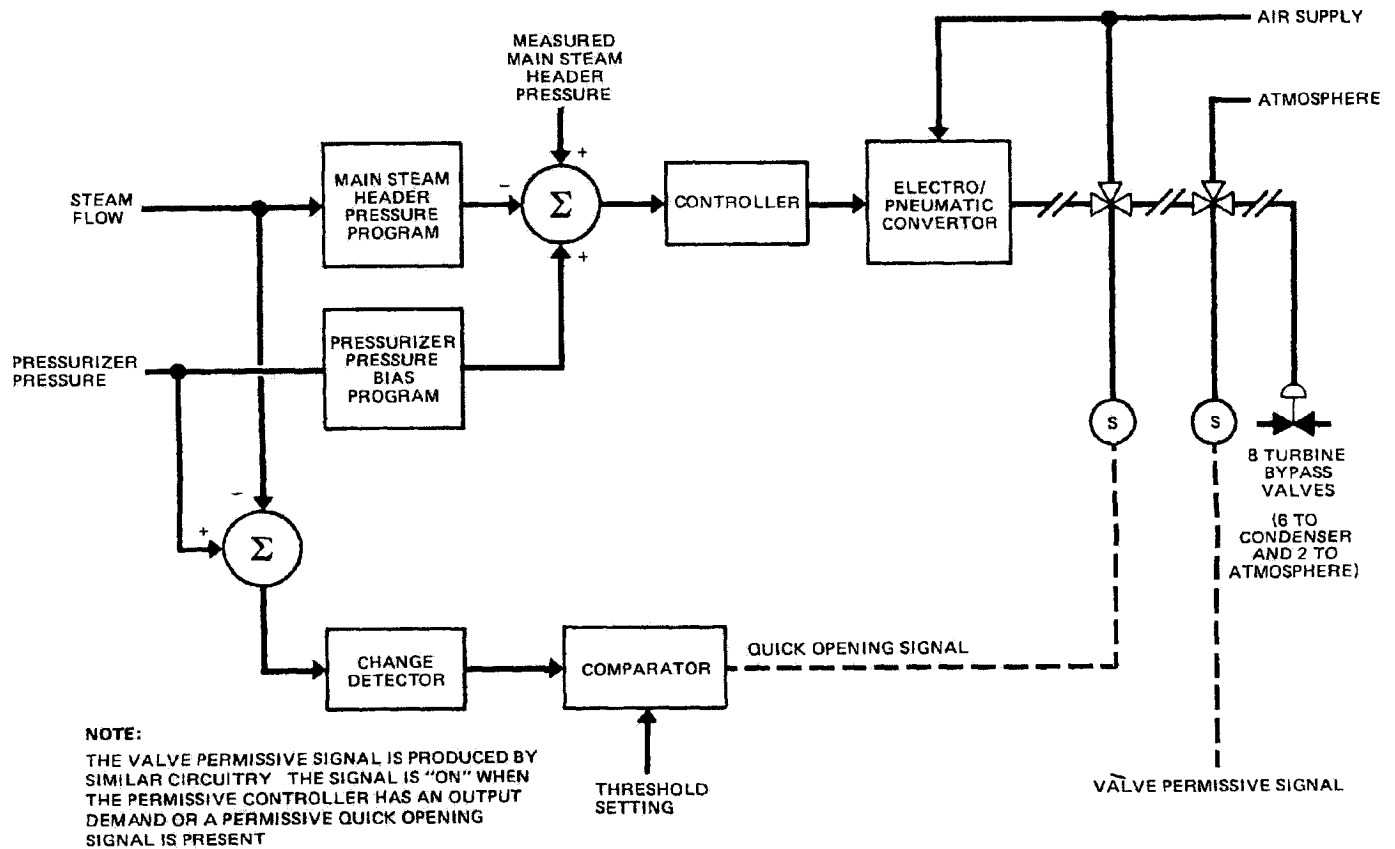 AIR SUPPLY
MEASURED
MAIN STEAM
HEADER
PRESSURE
ATMOSPHERE
+
STEAM
FLOW
MAIN STEAM
HEADER
PRESSURE
PROGRAM
-
Σ
CONTROLLER
ELECTRO/
PNEUMATIC
CONVERTOR
+
PRESSURIZER
PRESSURE
PRESSURIZER
PRESSURE
BIAS
PROGRAM
S
S
8 TURBINE
BYPASS
VALVES
(6 TO
CONDENSER
AND 2 TO
ATMOSPHERE)
-
+
Σ
CHANGE
DETECTOR
COMPARATOR
QUICK OPENING SIGNAL
THRESHOLD
SETTING
VALVE PERMISSIVE SIGNAL
NOTE:
THE VALVE PERMISSIVE SIGNAL IS PRODUCED BY
SIMILAR CIRCUITRY THE SIGNAL IS "ON" WHEN
THE PERMISSIVE CONTROLLER HAS AN OUTPUT
DEMAND OR A PERMISSIVE QUICK OPENING
SIGNAL IS PRESENT